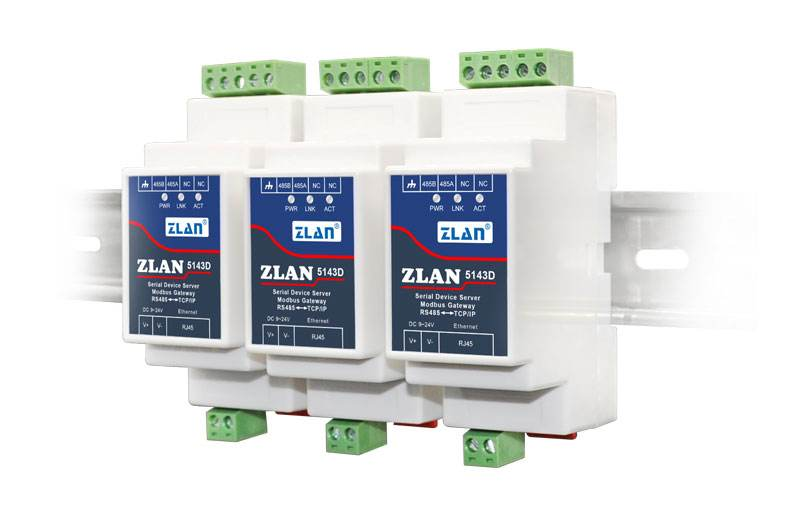 485B 485A NC NC
PWR LNK ACT
ZLAN®
ZLAN 5143D
Serial Device Server
Modbus Gateway
RS485⟷TCP/IP
DC 9~24V Ethernet
V+ V- RJ45
485B 485A NC NC
PWR LNK ACT
ZLAN®
ZLAN 5143D
Serial Device Server
Modbus Gateway
RS485⟷TCP/IP
DC 9~24V Ethernet
V+ V- RJ45
485B 485A NC NC
PWR LNK ACT
ZLAN®
ZLAN 5143D
Serial Device Server
Modbus Gateway
RS485⟷TCP/IP
DC 9~24V Ethernet
V+ V- RJ45